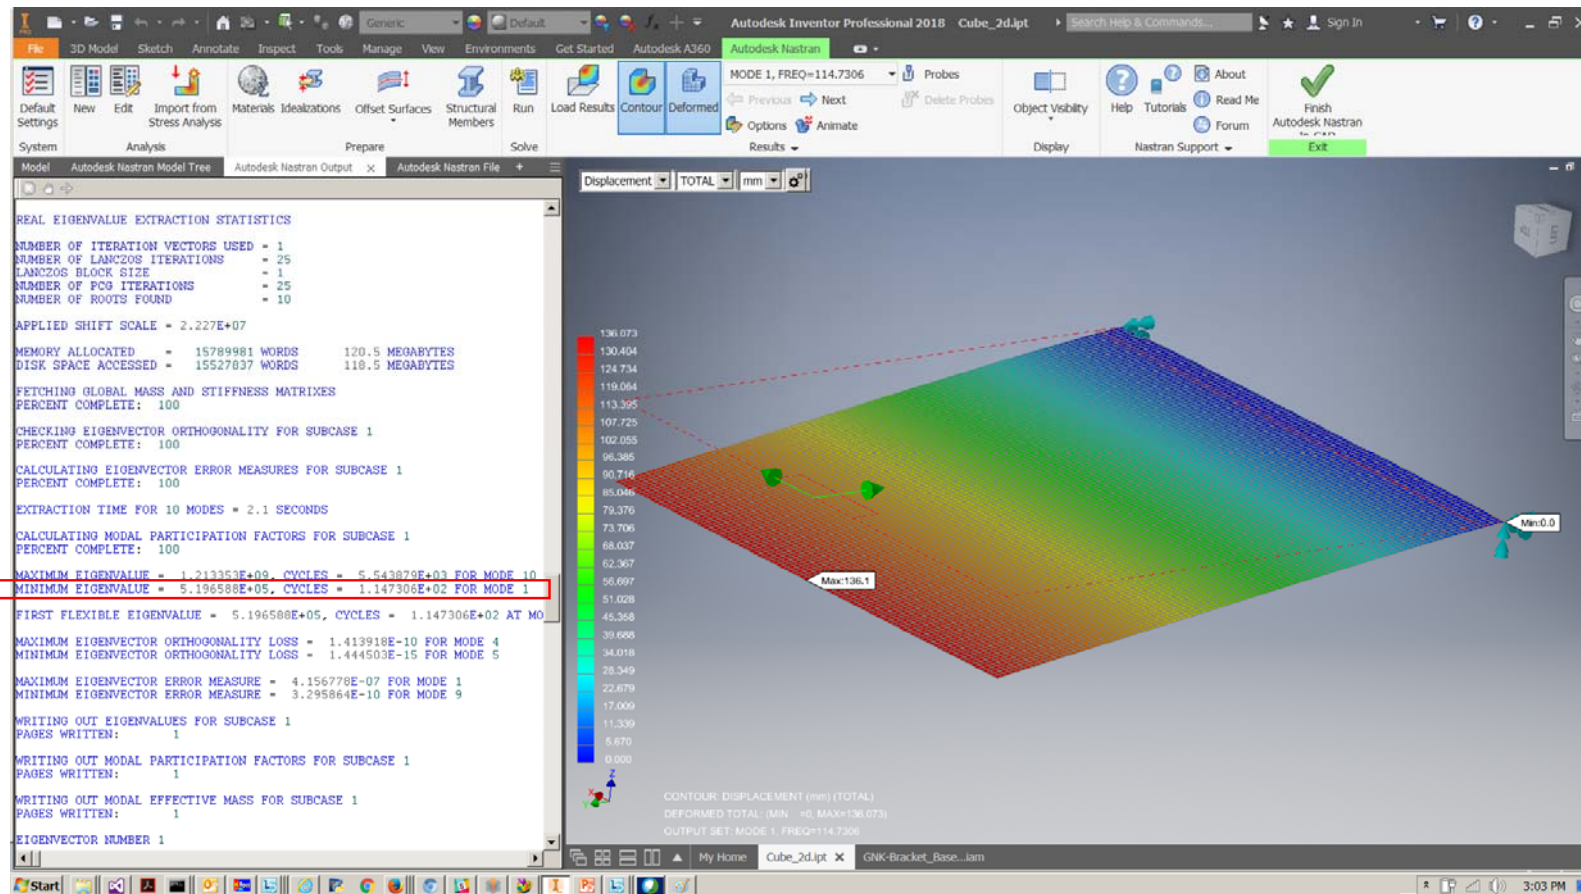 Generic
Default
Autodesk Inventor Professional 2018 Cube_2d.ipt
Search Help & Commands...
Sign In
File 3D Model Sketch Annotate Inspect Tools Manage View Environments Get Started Autodesk A360 Autodesk Nastran
Default Settings
New
Edit
Import from Stress Analysis
Materials
Idealizations
Offset Surfaces
Structural Members
Run
Load Results
Contour
Deformed
MODE 1, FREQ=114.7306
Previous
Next
Options
Animate
Probes
Delete Probes
Object Visibility
Help
Tutorials
About
Read Me
Forum
Finish
Autodesk Nastran
In-CAD
System Analysis Prepare Solve Results Display Nastran Support Exit
Model Autodesk Nastran Model Tree Autodesk Nastran Output × Autodesk Nastran File +
REAL EIGENVALUE EXTRACTION STATISTICS
NUMBER OF ITERATION VECTORS USED = 1
NUMBER OF LANCZOS ITERATIONS = 25
LANCZOS BLOCK SIZE = 1
NUMBER OF PCG ITERATIONS = 25
NUMBER OF ROOTS FOUND = 10
APPLIED SHIFT SCALE = 2.227E+07
MEMORY ALLOCATED = 15789981 WORDS 120.5 MEGABYTES
DISK SPACE ACCESSED = 15527837 WORDS 118.5 MEGABYTES
FETCHING GLOBAL MASS AND STIFFNESS MATRIXES
PERCENT COMPLETE: 100
CHECKING EIGENVECTOR ORTHOGONALITY FOR SUBCASE 1
PERCENT COMPLETE: 100
CALCULATING EIGENVECTOR ERROR MEASURES FOR SUBCASE 1
PERCENT COMPLETE: 100
EXTRACTION TIME FOR 10 MODES = 2.1 SECONDS
CALCULATING MODAL PARTICIPATION FACTORS FOR SUBCASE 1
PERCENT COMPLETE: 100
MAXIMUM EIGENVALUE = 1.213353E+09, CYCLES = 5.543879E+03 FOR MODE 10
MINIMUM EIGENVALUE = 5.196588E+05, CYCLES = 1.147306E+02 FOR MODE 1
FIRST FLEXIBLE EIGENVALUE = 5.196588E+05, CYCLES = 1.147306E+02 AT MO
MAXIMUM EIGENVECTOR ORTHOGONALITY LOSS = 1.413918E-10 FOR MODE 4
MINIMUM EIGENVECTOR ORTHOGONALITY LOSS = 1.444503E-15 FOR MODE 5
MAXIMUM EIGENVECTOR ERROR MEASURE = 4.156778E-07 FOR MODE 1
MINIMUM EIGENVECTOR ERROR MEASURE = 3.295864E-10 FOR MODE 9
WRITING OUT EIGENVALUES FOR SUBCASE 1
PAGES WRITTEN: 1
WRITING OUT MODAL PARTICIPATION FACTORS FOR SUBCASE 1
PAGES WRITTEN: 1
WRITING OUT MODAL EFFECTIVE MASS FOR SUBCASE 1
PAGES WRITTEN: 1
EIGENVECTOR NUMBER 1
Displacement TOTAL mm
136.073
130.404
124.734
119.064
113.395
107.725
102.055
96.385
90.716
85.046
79.376
73.706
68.037
62.367
56.697
51.028
45.358
39.688
34.018
28.349
22.679
17.009
11.339
5.670
0.000
Min:0.0
Max:136.1
Z
X
Y
CONTOUR: DISPLACEMENT (mm) (TOTAL)
DEFORMED TOTAL: (MIN =0, MAX=136.073)
OUTPUT SET: MODE 1, FREQ=114.7306
My Home Cube_2d.ipt × GNK-Bracket_Base...iam
Start
3:03 PM